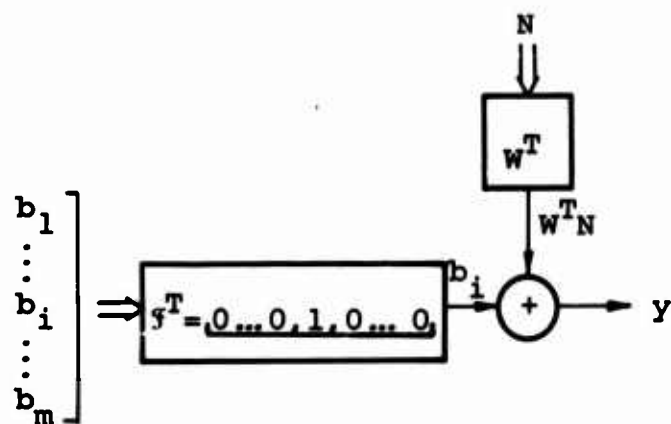 N
W^T
W^T N
b_1
⋮
b_i
⋮
b_m
ℱ^T = 0...0,1,0...0,
b_i
+
y